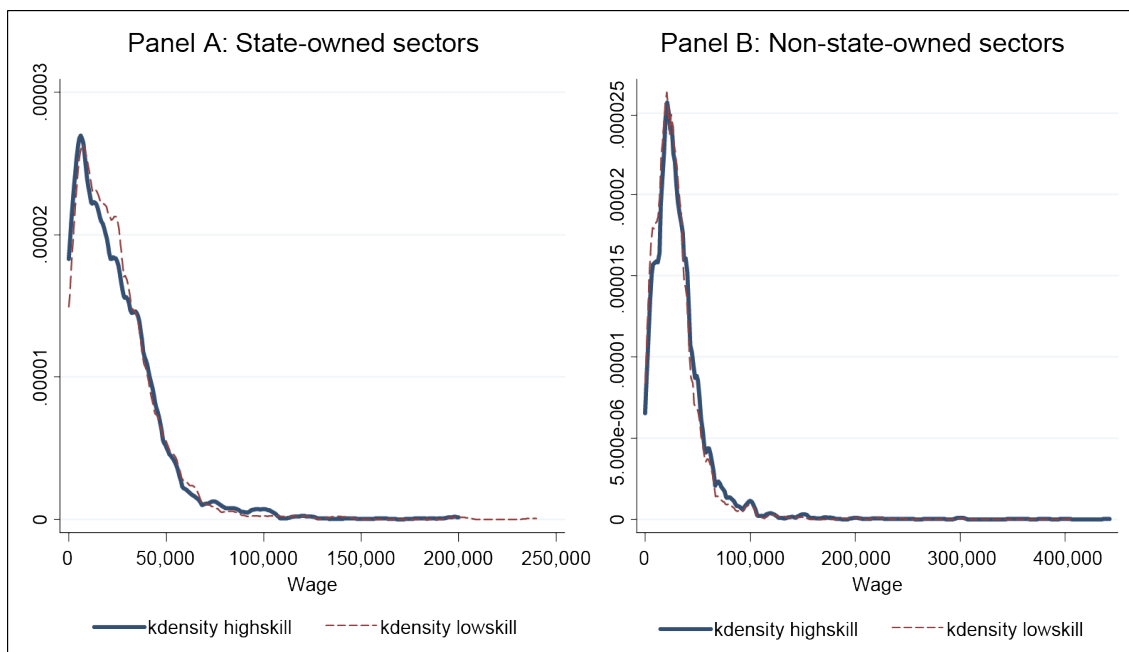 Panel A: State-owned sectors
.00003
.00002
.00001
0
0 50,000 100,000 150,000 200,000 250,000
Wage
kdensity highskill kdensity lowskill
Panel B: Non-state-owned sectors
.000025
.00002
.000015
.00001
5.000e-06
0
0 100,000 200,000 300,000 400,000
Wage
kdensity highskill kdensity lowskill